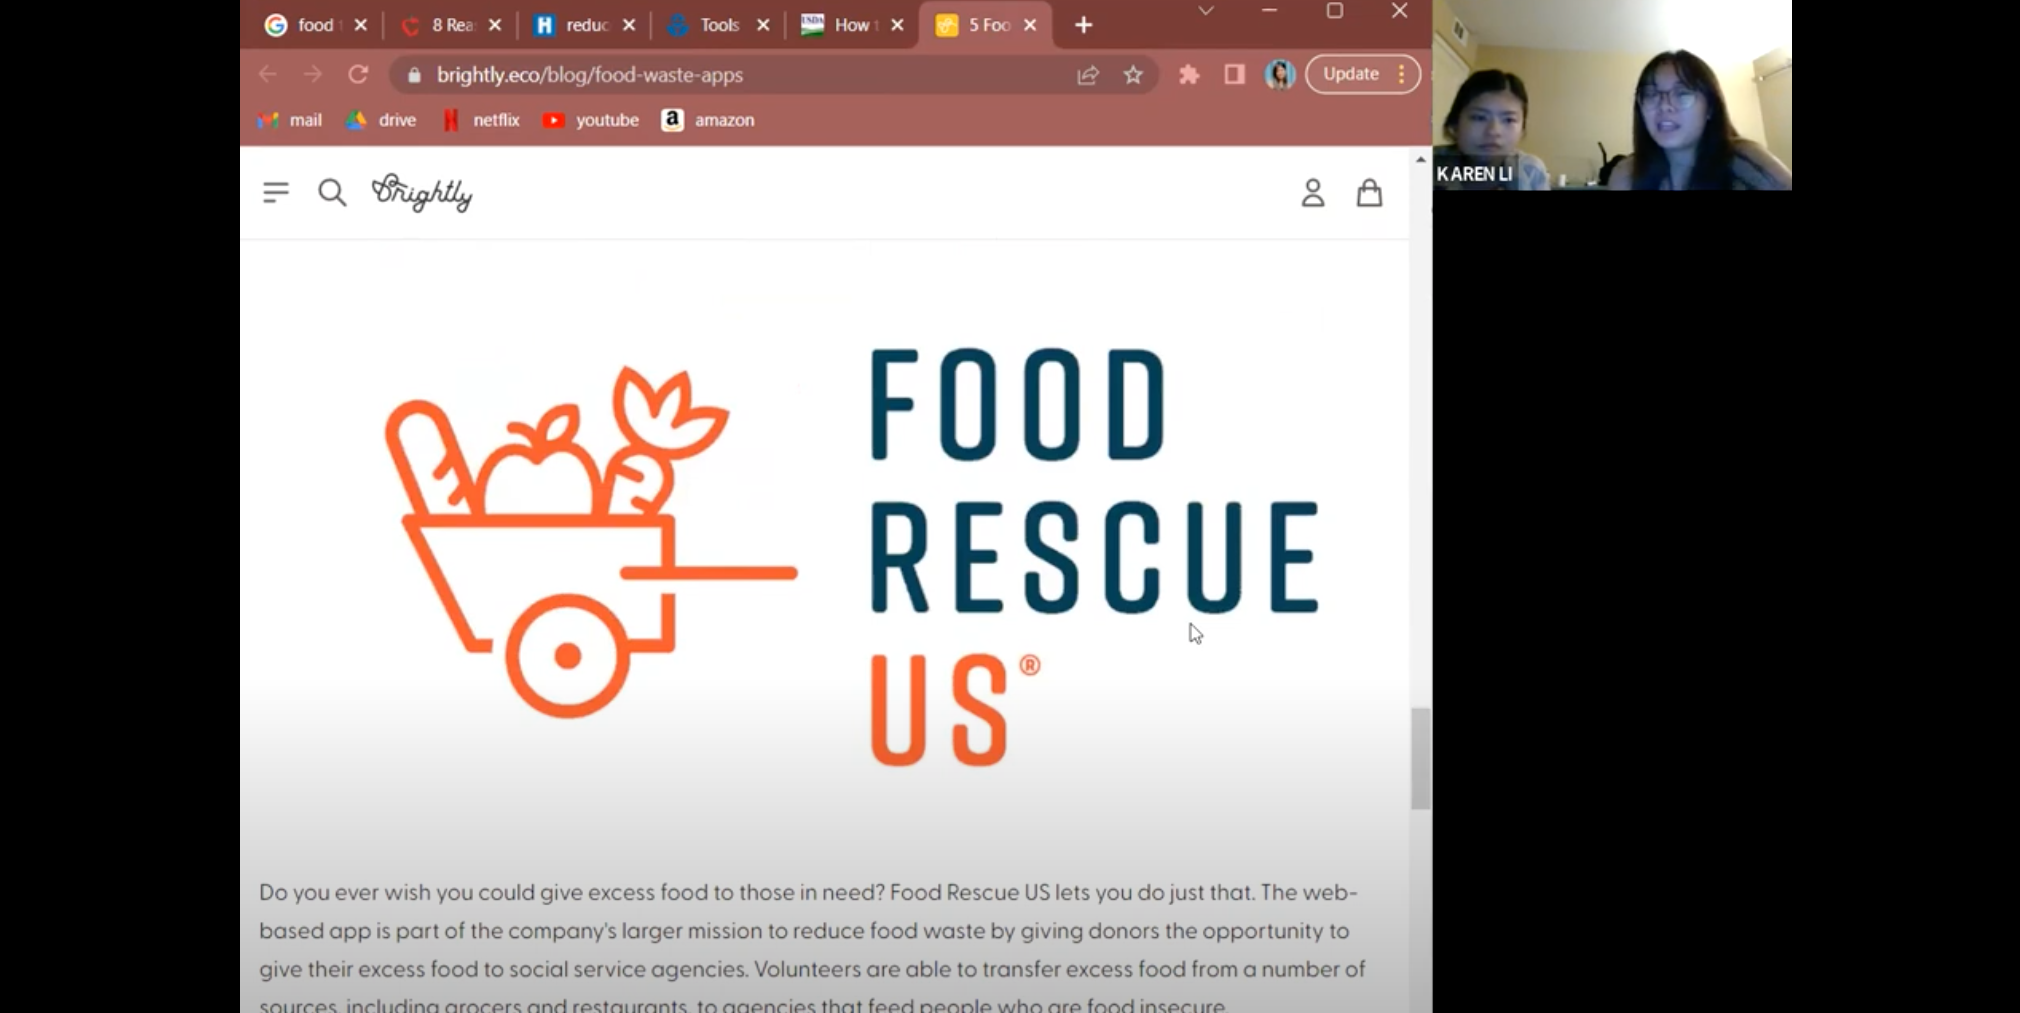 food
8 Rea
reduc
Tools
USDA
How t
5 Foo
brightly.eco/blog/food-waste-apps
Update
mail
drive
netflix
youtube
amazon
KAREN LI
Brightly
FOOD
RESCUE
US®
Do you ever wish you could give excess food to those in need? Food Rescue US lets you do just that. The web-
based app is part of the company's larger mission to reduce food waste by giving donors the opportunity to
give their excess food to social service agencies. Volunteers are able to transfer excess food from a number of
sources, including grocers and restaurants, to agencies that feed people who are food insecure.